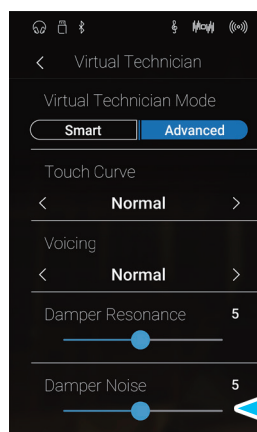 Virtual Technician
Virtual Technician Mode
Smart Advanced
Touch Curve
Normal
Voicing
Normal
Damper Resonance 5
Damper Noise 5